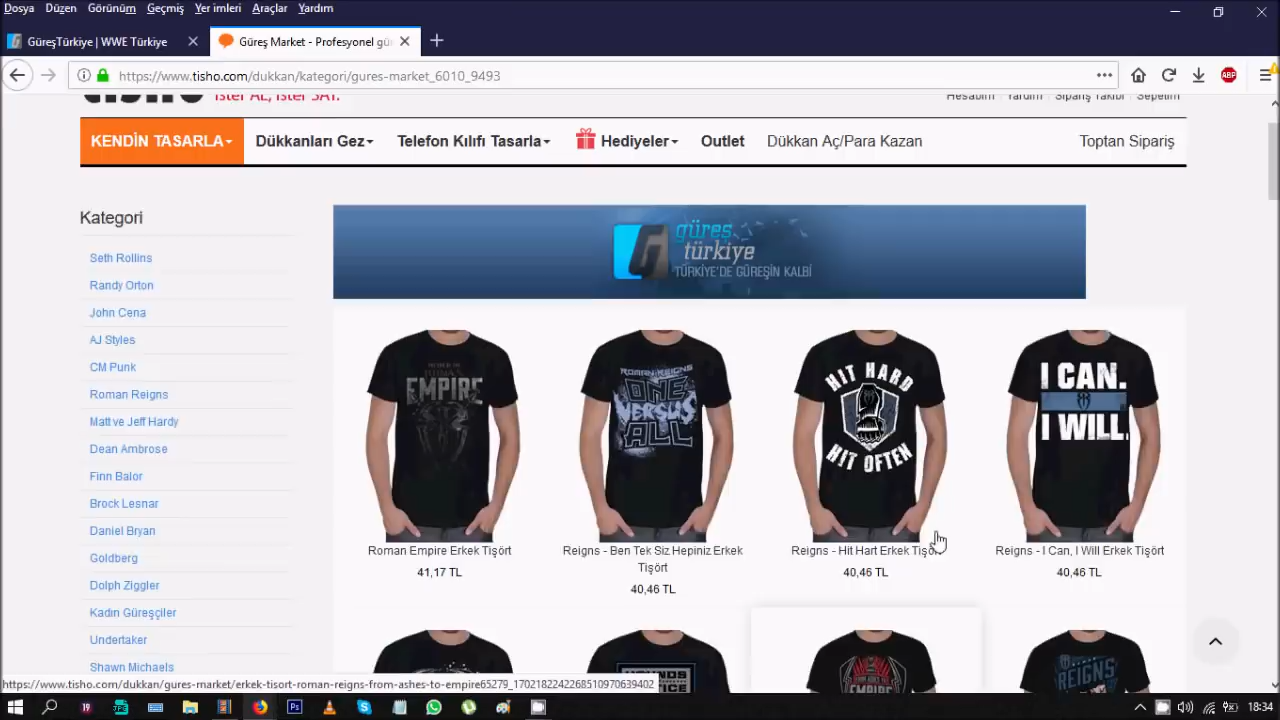 Dosya Düzen Görünüm Geçmiş Yer imleri Araçlar Yardım
GüreşTürkiye | WWE Türkiye
Güreş Market - Profesyonel gü
https://www.tisho.com/dukkan/kategori/gures-market_6010_9493
ABP
tisho İster AL, İster SAT.
Hesabım Yardım Sipariş Takibi Sepetim
KENDİN TASARLA
Dükkanları Gez
Telefon Kılıfı Tasarla
Hediyeler
Outlet
Dükkan Aç/Para Kazan
Toptan Sipariş
Kategori
Seth Rollins
Randy Orton
John Cena
AJ Styles
CM Punk
Roman Reigns
Matt ve Jeff Hardy
Dean Ambrose
Finn Balor
Brock Lesnar
Daniel Bryan
Goldberg
Dolph Ziggler
Kadın Güreşçiler
Undertaker
Shawn Michaels
güreş
türkiye
TÜRKİYE'DE GÜREŞİN KALBİ
ROMAN
EMPIRE
Roman Empire Erkek Tişört
41,17 TL
ROMAN REIGNS
ONE
VERSUS
ALL
Reigns - Ben Tek Siz Hepiniz Erkek
Tişört
40,46 TL
HIT HARD
HIT OFTEN
Reigns - Hit Hart Erkek Tişört
40,46 TL
I CAN.
I WILL.
Reigns - I Can, I Will Erkek Tişört
40,46 TL
EMPIRE
REIGNS
https://www.tisho.com/dukkan/gures-market/erkek-tisort-roman-reigns-from-ashes-to-empire65279_1702182242268510970639402
18:34